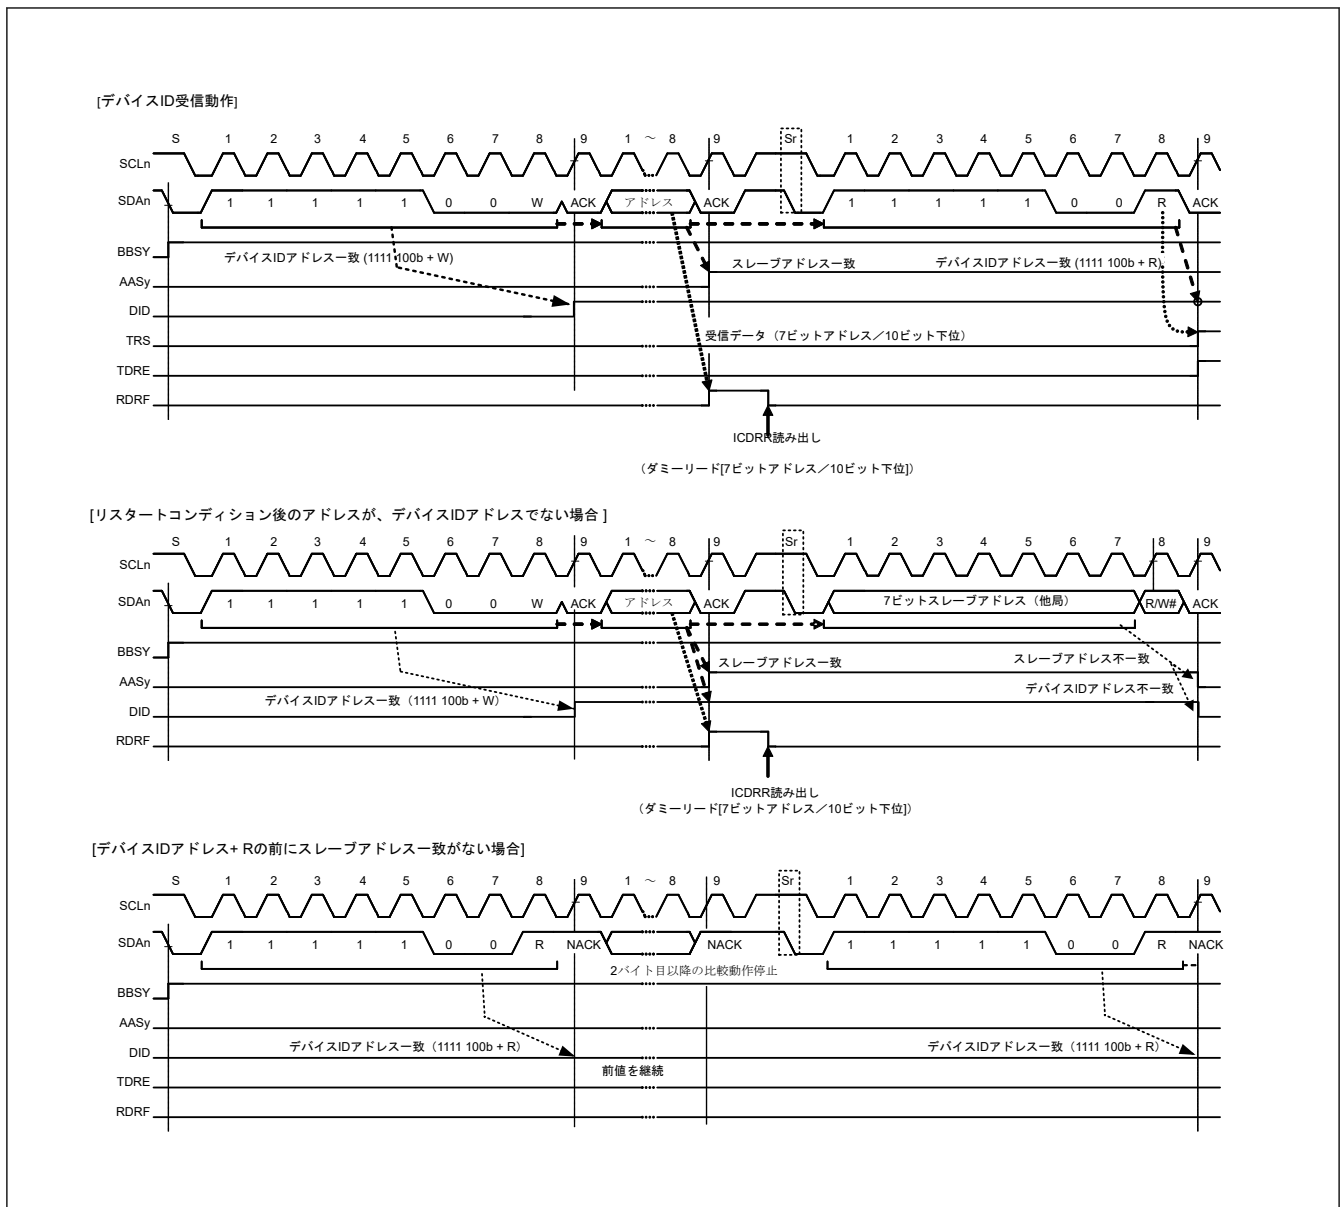 [デバイスID受信動作]
S 1 2 3 4 5 6 7 8 9 1 ～ 8 9 Sr 1 2 3 4 5 6 7 8 9
SCLn
SDAn 1 1 1 1 1 0 0 W ACK アドレス ACK 1 1 1 1 1 0 0 R ACK
BBSY デバイスIDアドレス一致 (1111 100b + W) スレーブアドレス一致 デバイスIDアドレス一致 (1111 100b + R)
AASy
DID
TRS 受信データ（7ビットアドレス／10ビット下位）
TDRE
RDRF
ICDRR読み出し
（ダミーリード[7ビットアドレス／10ビット下位]）
[リスタートコンディション後のアドレスが、デバイスIDアドレスでない場合 ]
S 1 2 3 4 5 6 7 8 9 1 ～ 8 9 Sr 1 2 3 4 5 6 7 8 9
SCLn
SDAn 1 1 1 1 1 0 0 W ACK アドレス ACK 7ビットスレーブアドレス（他局） R/W# ACK
BBSY スレーブアドレス一致 スレーブアドレス不一致
AASy デバイスIDアドレス一致（1111 100b + W） デバイスIDアドレス不一致
DID
RDRF
ICDRR読み出し
（ダミーリード[7ビットアドレス／10ビット下位]）
[デバイスIDアドレス+ Rの前にスレーブアドレス一致がない場合]
S 1 2 3 4 5 6 7 8 9 1 ～ 8 9 Sr 1 2 3 4 5 6 7 8 9
SCLn
SDAn 1 1 1 1 1 0 0 R NACK NACK 1 1 1 1 1 0 0 R NACK
2バイト目以降の比較動作停止
BBSY
AASy
DID デバイスIDアドレス一致（1111 100b + R） デバイスIDアドレス一致（1111 100b + R）
前値を継続
TDRE
RDRF